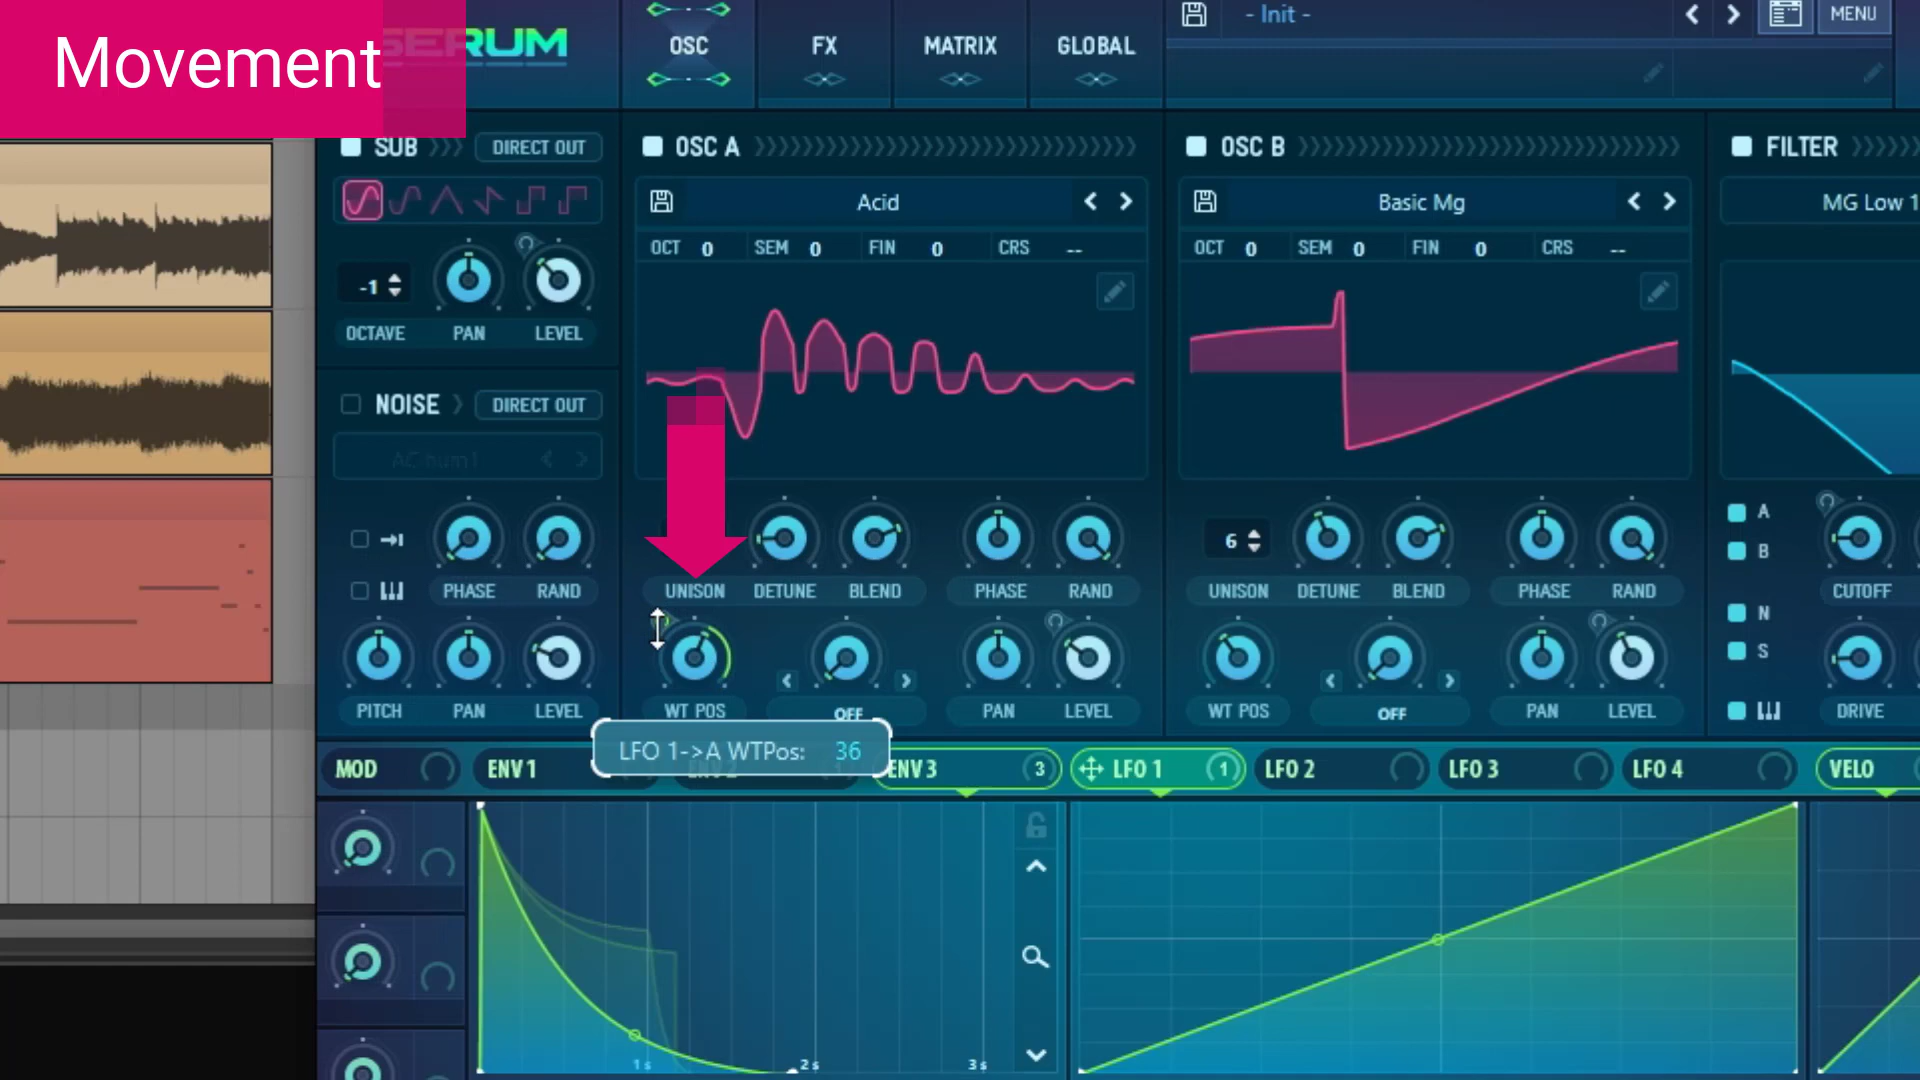 Movement
SERUM
OSC
FX
MATRIX
GLOBAL
- Init -
MENU
SUB
DIRECT OUT
-1
OCTAVE
PAN
LEVEL
NOISE
DIRECT OUT
PHASE
RAND
PITCH
PAN
LEVEL
OSC A
Acid
OCT 0
SEM 0
FIN 0
CRS --
UNISON
DETUNE
BLEND
PHASE
RAND
WT POS
OFF
PAN
LEVEL
OSC B
Basic Mg
OCT 0
SEM 0
FIN 0
CRS --
6
UNISON
DETUNE
BLEND
PHASE
RAND
WT POS
OFF
PAN
LEVEL
FILTER
MG Low 1
A
B
N
S
CUTOFF
DRIVE
LFO 1->A WTPos: 36
MOD
ENV 1
ENV 3
3
LFO 1
1
LFO 2
LFO 3
LFO 4
VELO
1 s
2 s
3 s